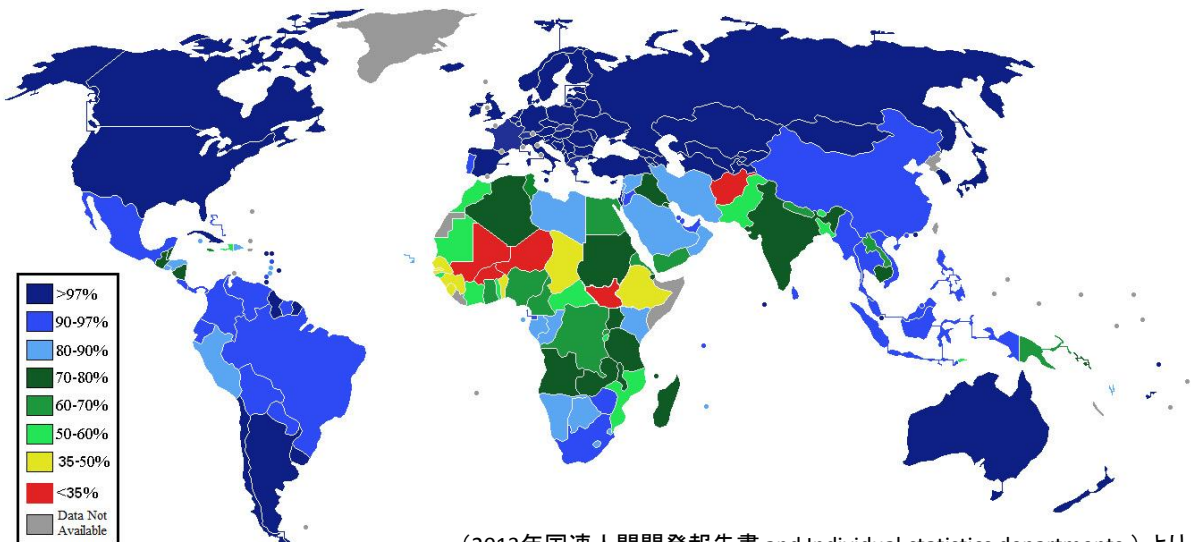 >97%
90-97%
80-90%
70-80%
60-70%
50-60%
35-50%
<35%
Data Not
Available
（2013年国連人間開発報告書 and Individual statistics departments ）より